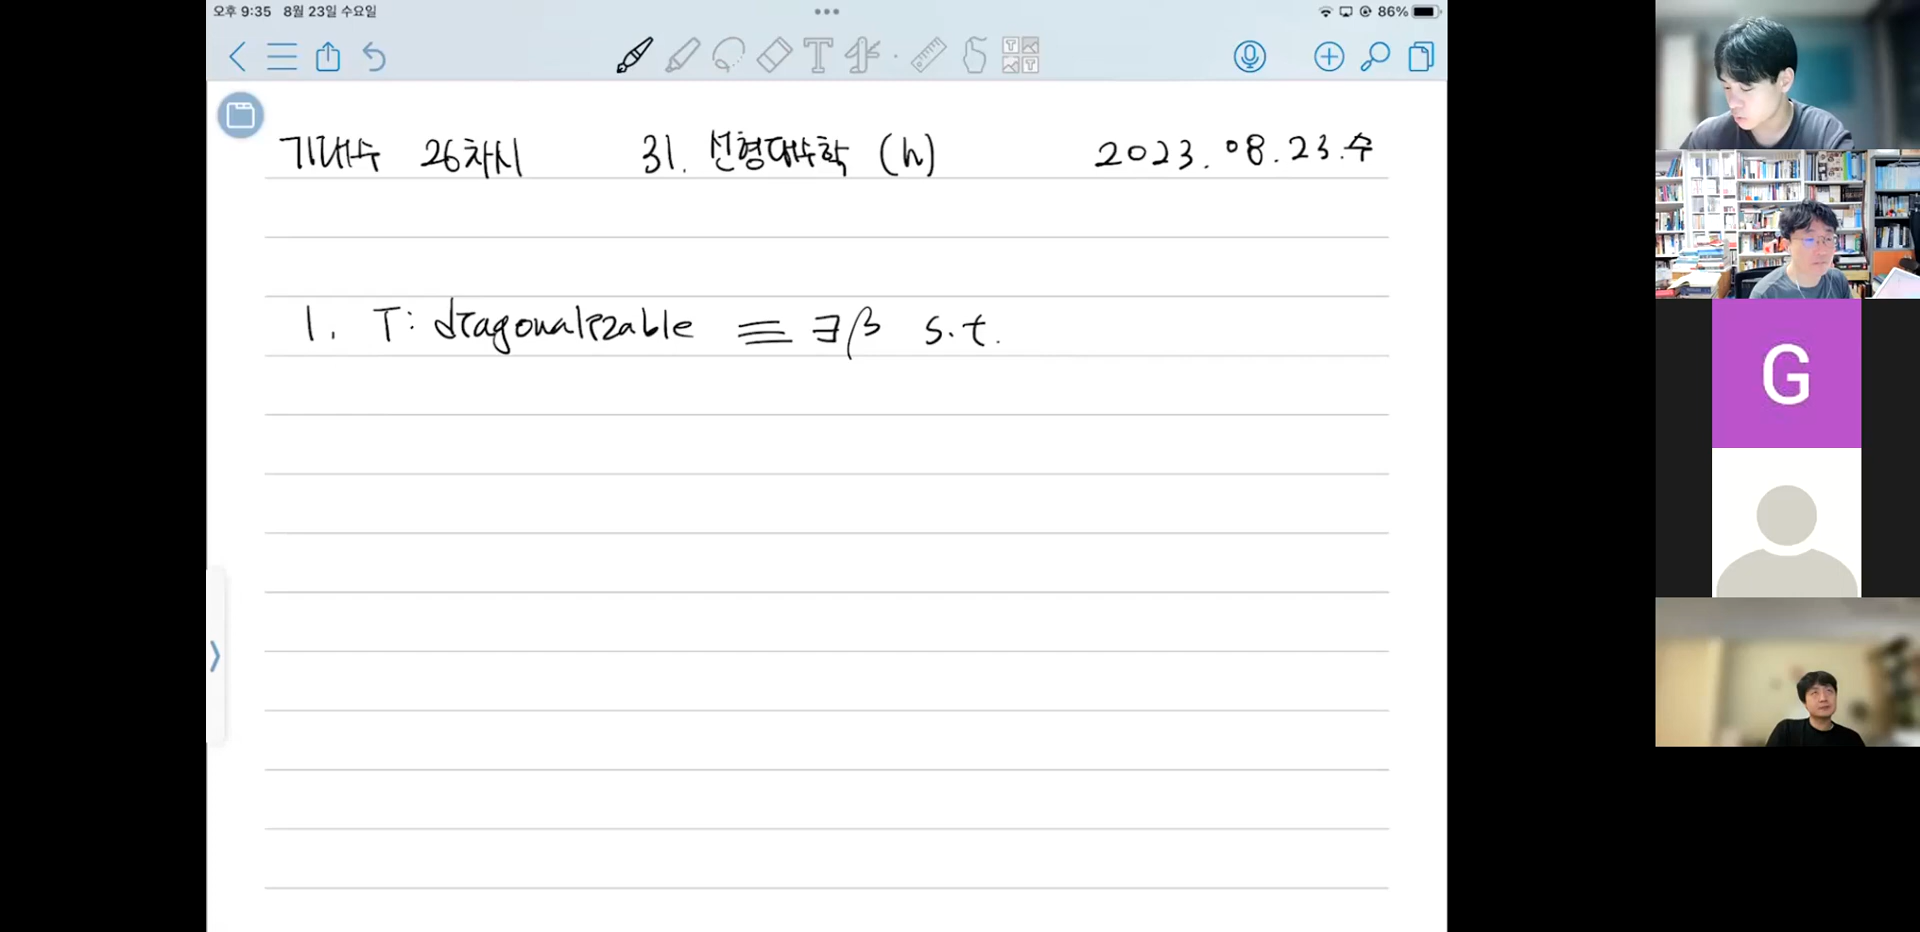 오후 9:35 8월 23일 수요일
86%
기대수 26차시 31. 선형대수학 (h) 2023.08.23.수
1. T: diagonalizable ≡ ∃β s.t.
G